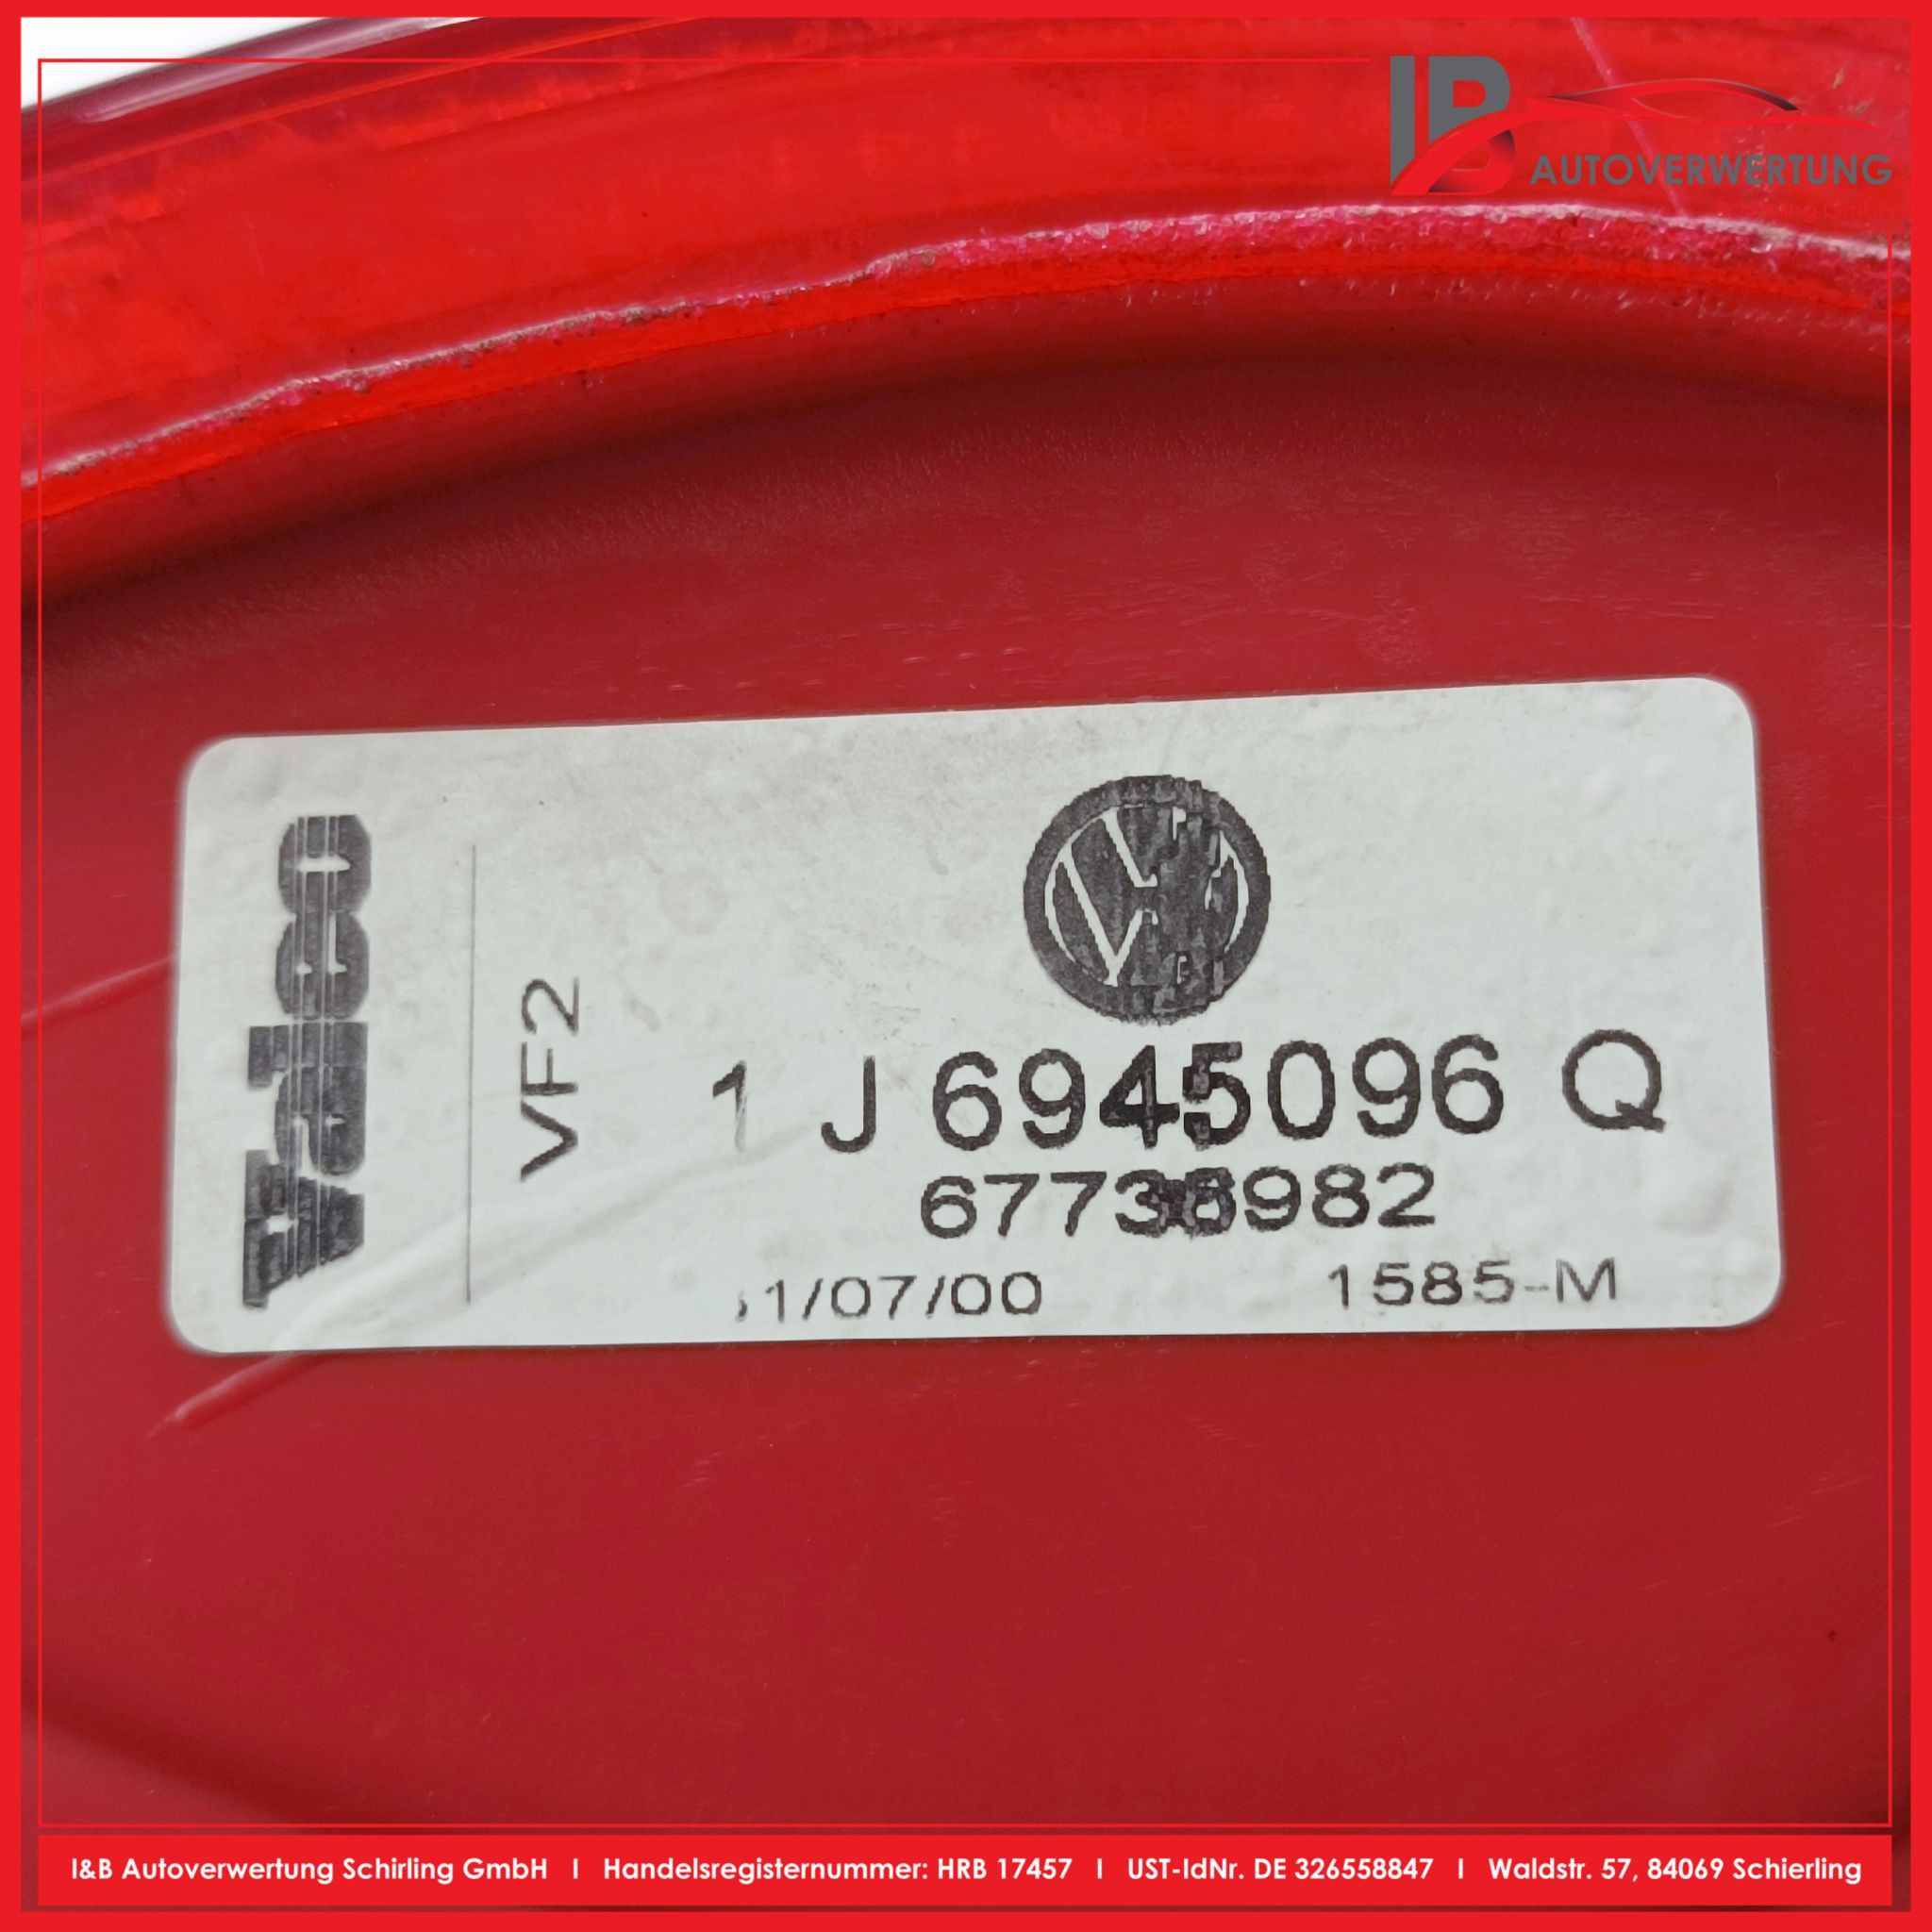 IB
AUTOVERWERTUNG
Valeo
VF2
1 J 6945096 Q
1/07/00
1585-M
I&B Autoverwertung Schirling GmbH I Handelsregisternummer: HRB 17457 I UST-IdNr. DE 326558847 I Waldstr. 57, 84069 Schierling